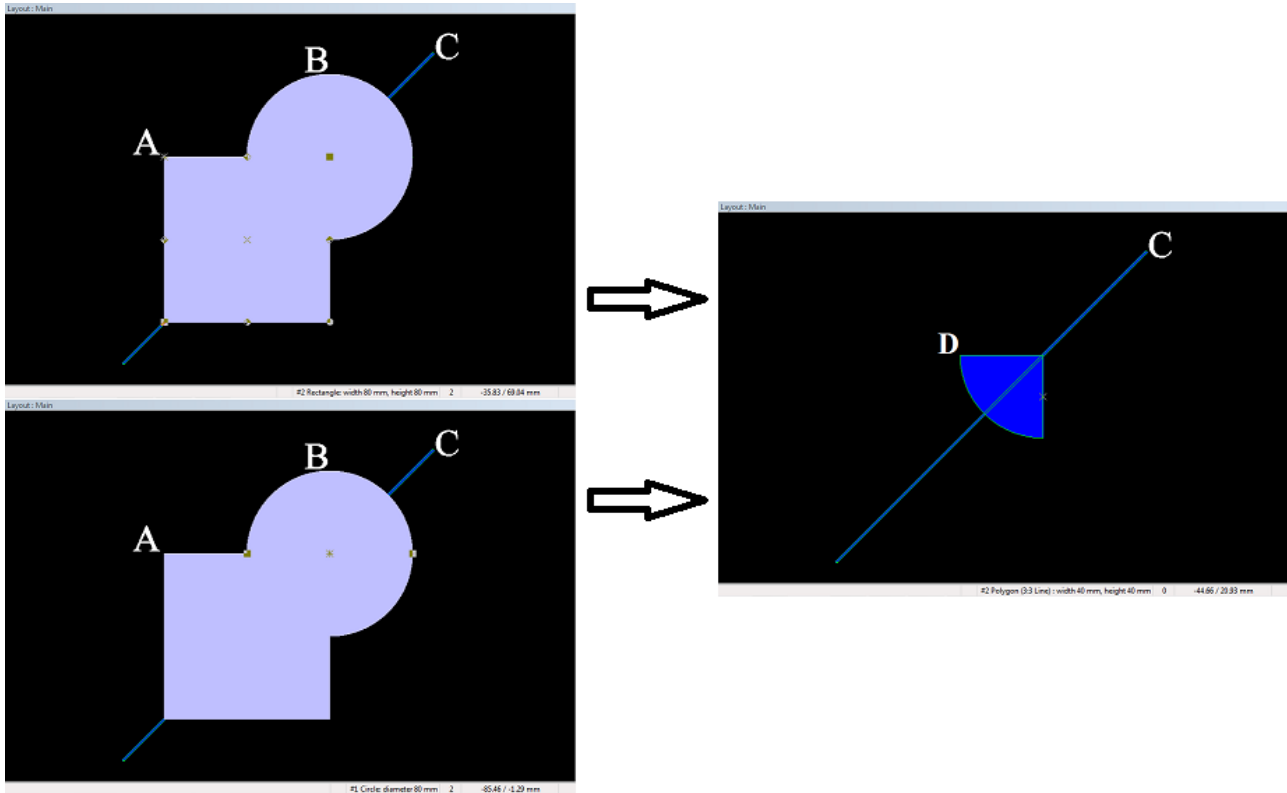 Layout : Main
C
B
A
#2 Rectangle: width 80 mm, height 80 mm 2 -35.83 / 69.84 mm
Layout : Main
C
B
A
#1 Circle: diameter 80 mm 2 -85.46 / -1.29 mm
Layout : Main
C
D
#2 Polygon (3:3 Line) : width 40 mm, height 40 mm 0 -44.66 / 20.93 mm